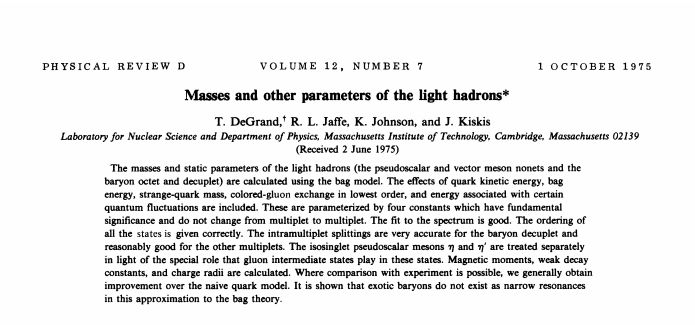 PHYSICAL REVIEW D VOLUME 12, NUMBER 7 1 OCTOBER 1975
Masses and other parameters of the light hadrons*
T. DeGrand,† R. L. Jaffe, K. Johnson, and J. Kiskis
Laboratory for Nuclear Science and Department of Physics, Massachusetts Institute of Technology, Cambridge, Massachusetts 02139
(Received 2 June 1975)
The masses and static parameters of the light hadrons (the pseudoscalar and vector meson nonets and the
baryon octet and decuplet) are calculated using the bag model. The effects of quark kinetic energy, bag
energy, strange-quark mass, colored-gluon exchange in lowest order, and energy associated with certain
quantum fluctuations are included. These are parameterized by four constants which have fundamental
significance and do not change from multiplet to multiplet. The fit to the spectrum is good. The ordering of
all the states is given correctly. The intramultiplet splittings are very accurate for the baryon decuplet and
reasonably good for the other multiplets. The isosinglet pseudoscalar mesons η and η′ are treated separately
in light of the special role that gluon intermediate states play in these states. Magnetic moments, weak decay
constants, and charge radii are calculated. Where comparison with experiment is possible, we generally obtain
improvement over the naive quark model. It is shown that exotic baryons do not exist as narrow resonances
in this approximation to the bag theory.